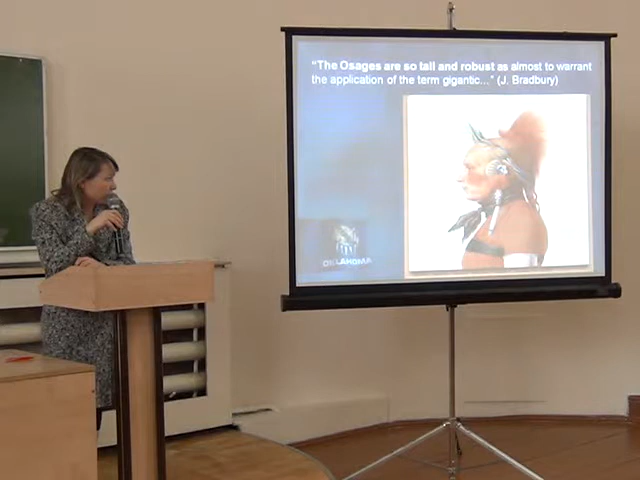 “The Osages are so tall and robust as almost to warrant
the application of the term gigantic...” (J. Bradbury)
OKLAHOMA